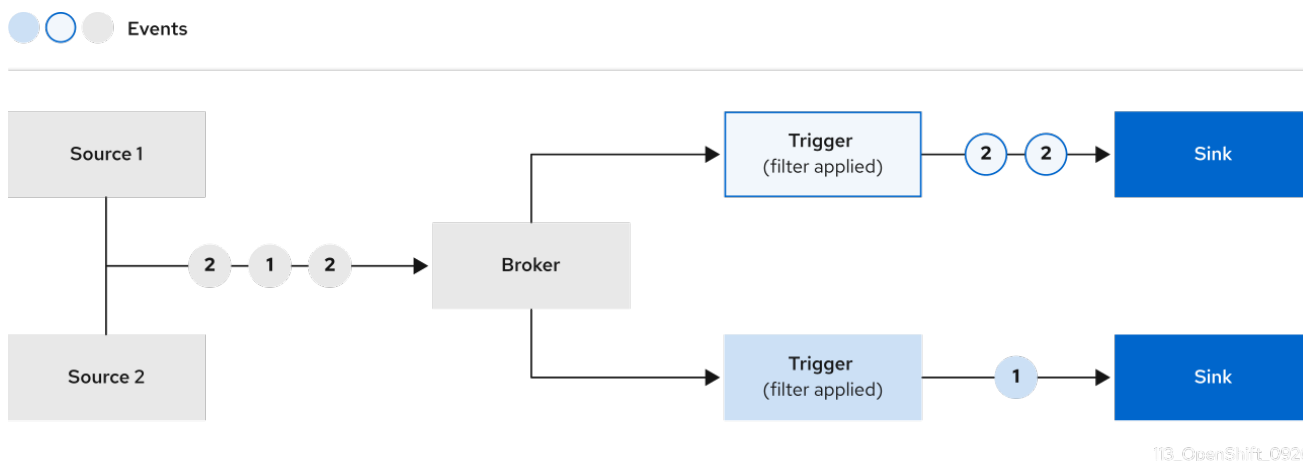 Events
Source 1
Trigger
(filter applied)
2 2
Sink
2 1 2
Broker
Source 2
Trigger
(filter applied)
1
Sink
113_OpenShift_092